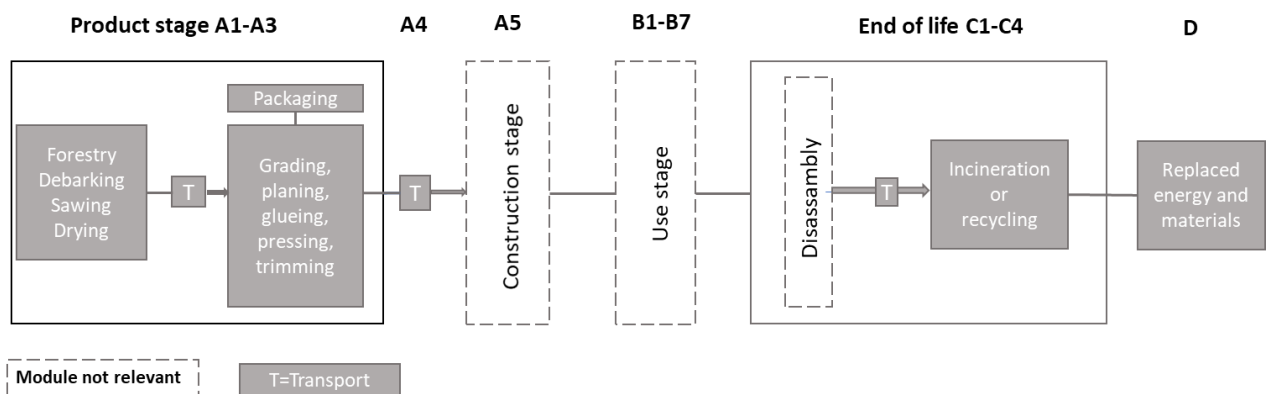 Product stage A1-A3
A4
A5
B1-B7
End of life C1-C4
D
Packaging
Forestry
Debarking
Sawing
Drying
T
Grading,
planing,
glueing,
pressing,
trimming
T
Construction stage
Use stage
Disassambly
T
Incineration
or
recycling
Replaced
energy and
materials
Module not relevant
T=Transport